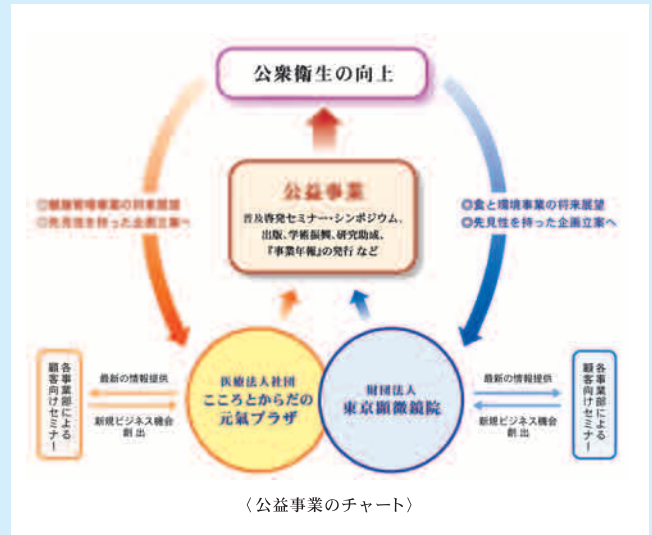 公衆衛生の向上
公益事業
普及啓発セミナー・シンポジウム、
出版、学術振興、研究助成、
『事業年報』の発行 など
◎健康管理事業の将来展望
◎先見性を持った企画立案へ
◎食と環境事業の将来展望
◎先見性を持った企画立案へ
各事業部による
顧客向けセミナー
最新の情報提供
新規ビジネス機会
創出
医療法人社団
こころとからだの
元氣プラザ
財団法人
東京顕微鏡院
最新の情報提供
新規ビジネス機会
創出
各事業部による
顧客向けセミナー
〈公益事業のチャート〉